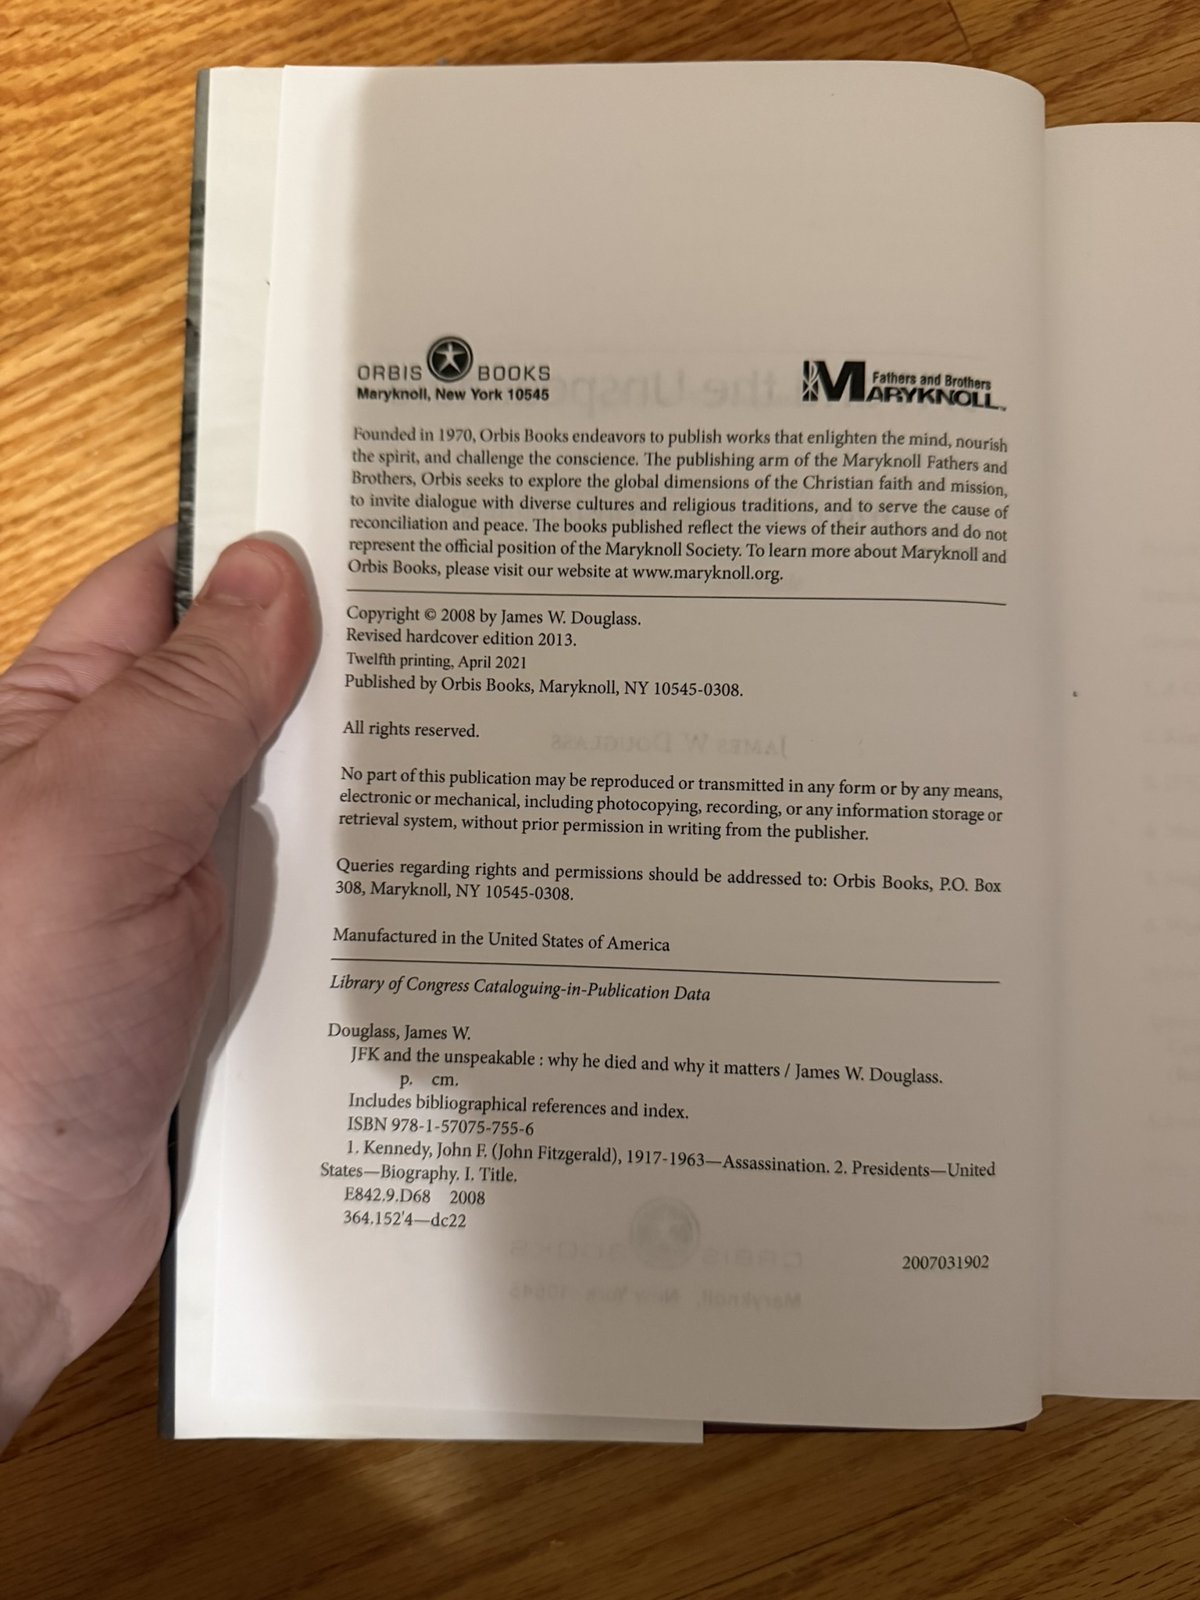 ORBIS BOOKS
Maryknoll, New York 10545
Fathers and Brothers
MARYKNOLL™
Founded in 1970, Orbis Books endeavors to publish works that enlighten the mind, nourish
the spirit, and challenge the conscience. The publishing arm of the Maryknoll Fathers and
Brothers, Orbis seeks to explore the global dimensions of the Christian faith and mission,
to invite dialogue with diverse cultures and religious traditions, and to serve the cause of
reconciliation and peace. The books published reflect the views of their authors and do not
represent the official position of the Maryknoll Society. To learn more about Maryknoll and
Orbis Books, please visit our website at www.maryknoll.org.
Copyright © 2008 by James W. Douglass.
Revised hardcover edition 2013.
Twelfth printing, April 2021
Published by Orbis Books, Maryknoll, NY 10545-0308.
All rights reserved.
No part of this publication may be reproduced or transmitted in any form or by any means,
electronic or mechanical, including photocopying, recording, or any information storage or
retrieval system, without prior permission in writing from the publisher.
Queries regarding rights and permissions should be addressed to: Orbis Books, P.O. Box
308, Maryknoll, NY 10545-0308.
Manufactured in the United States of America
Library of Congress Cataloguing-in-Publication Data
Douglass, James W.
JFK and the unspeakable : why he died and why it matters / James W. Douglass.
p. cm.
Includes bibliographical references and index.
ISBN 978-1-57075-755-6
1. Kennedy, John F. (John Fitzgerald), 1917-1963—Assassination. 2. Presidents—United
States—Biography. I. Title.
E842.9.D68 2008
364.152'4—dc22
2007031902